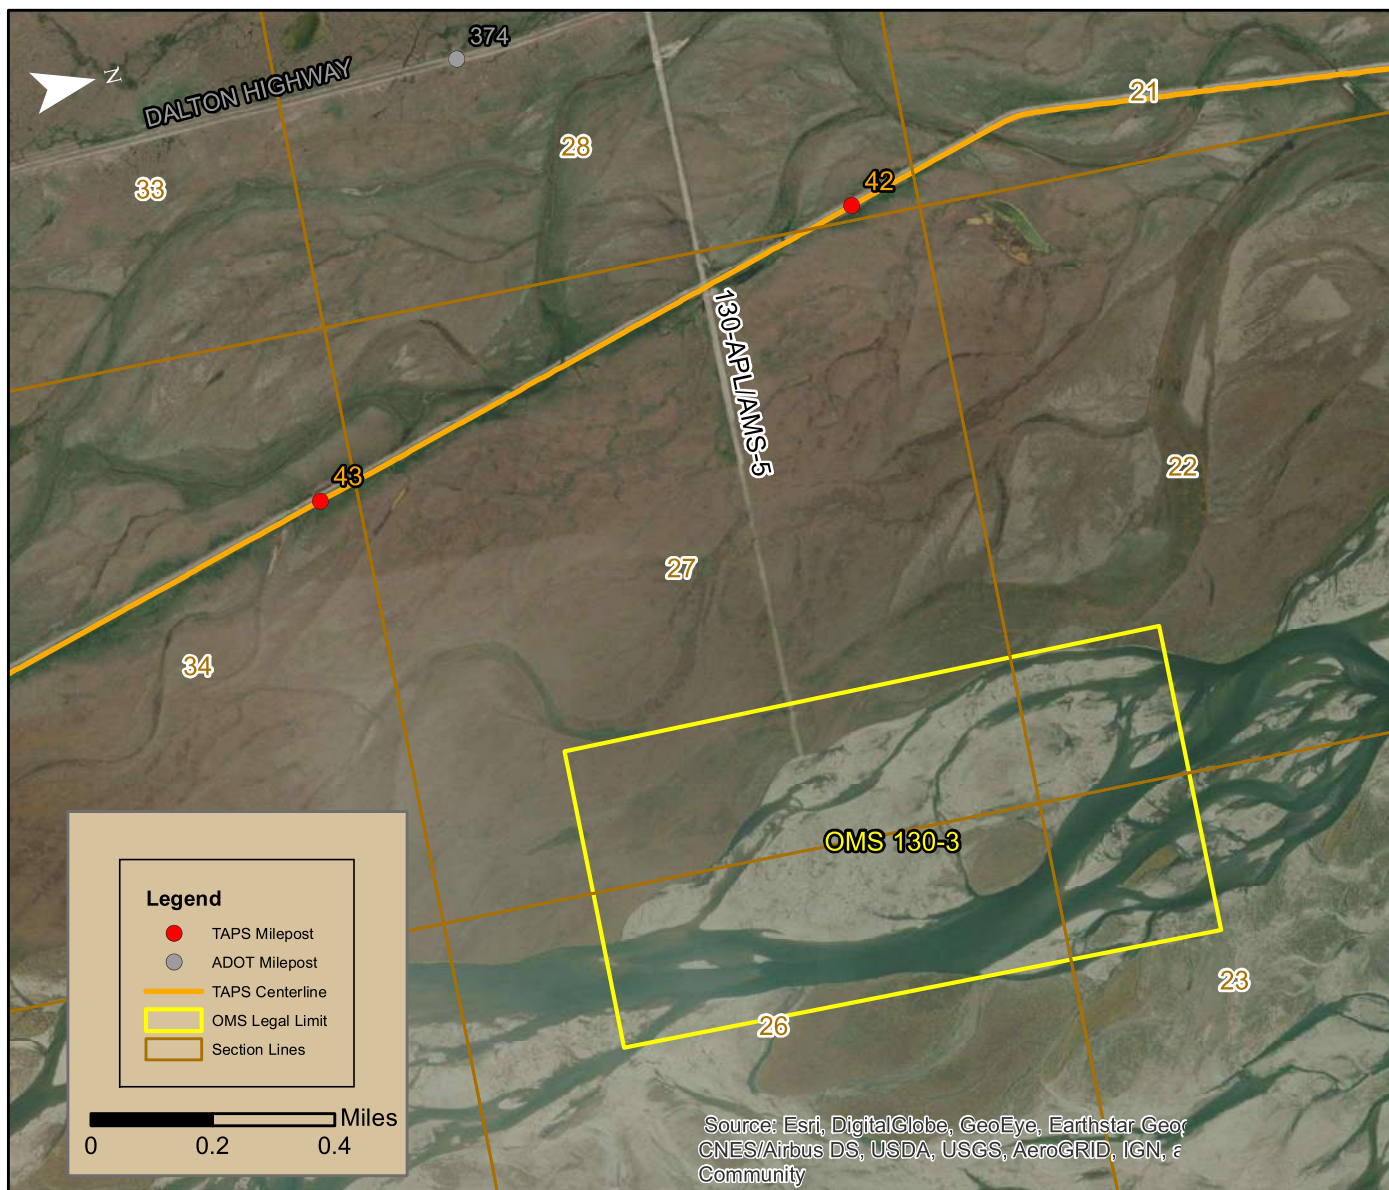 374
N
DALTON HIGHWAY
21
28
33
42
130-APL/AMS-5
22
43
27
34
OMS 130-3
23
26
Legend
TAPS Milepost
ADOT Milepost
TAPS Centerline
OMS Legal Limit
Section Lines
Miles
0 0.2 0.4
Source: Esri, DigitalGlobe, GeoEye, Earthstar
CNES/Airbus DS, USDA, USGS, AeroGRID, IGN,
Community